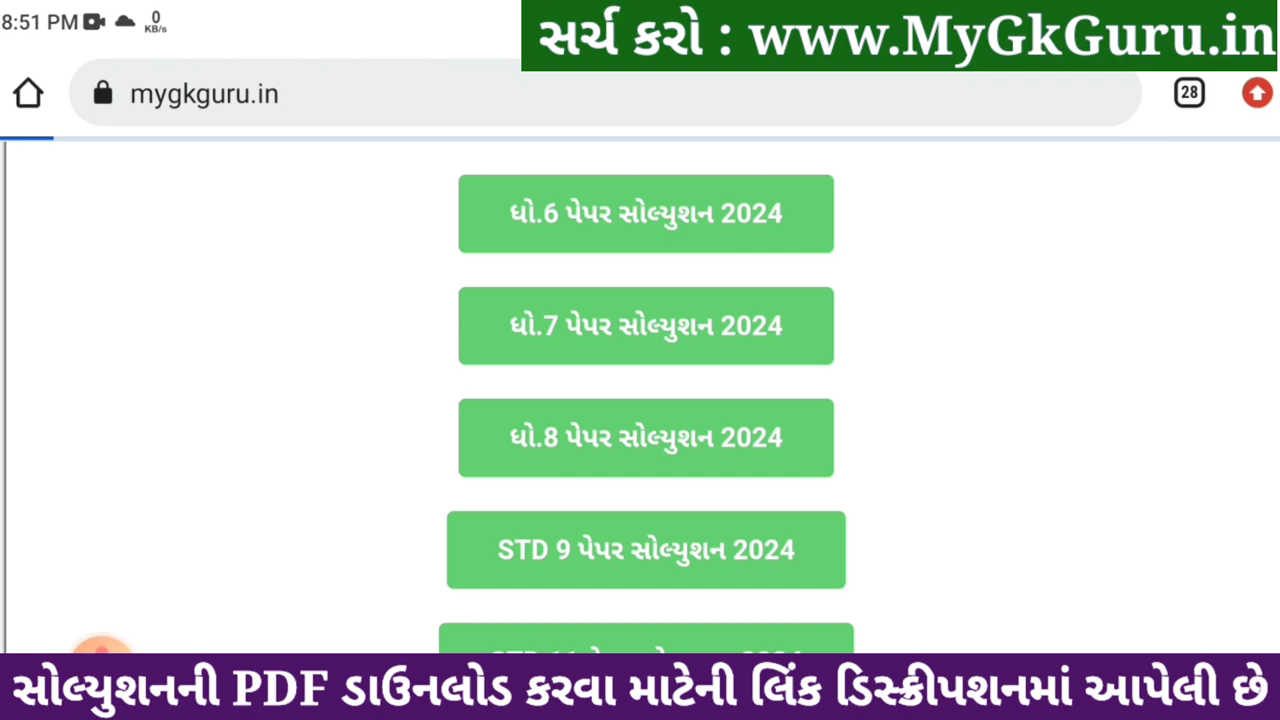 8:51 PM
0
KB/s
સર્ચ કરો : www.MyGkGuru.in
mygkguru.in
28
ધો.6 પેપર સોલ્યુશન 2024
ધો.7 પેપર સોલ્યુશન 2024
ધો.8 પેપર સોલ્યુશન 2024
STD 9 પેપર સોલ્યુશન 2024
સોલ્યુશનની PDF ડાઉનલોડ કરવા માટેની લિંક ડિસ્ક્રીપશનમાં આપેલી છે